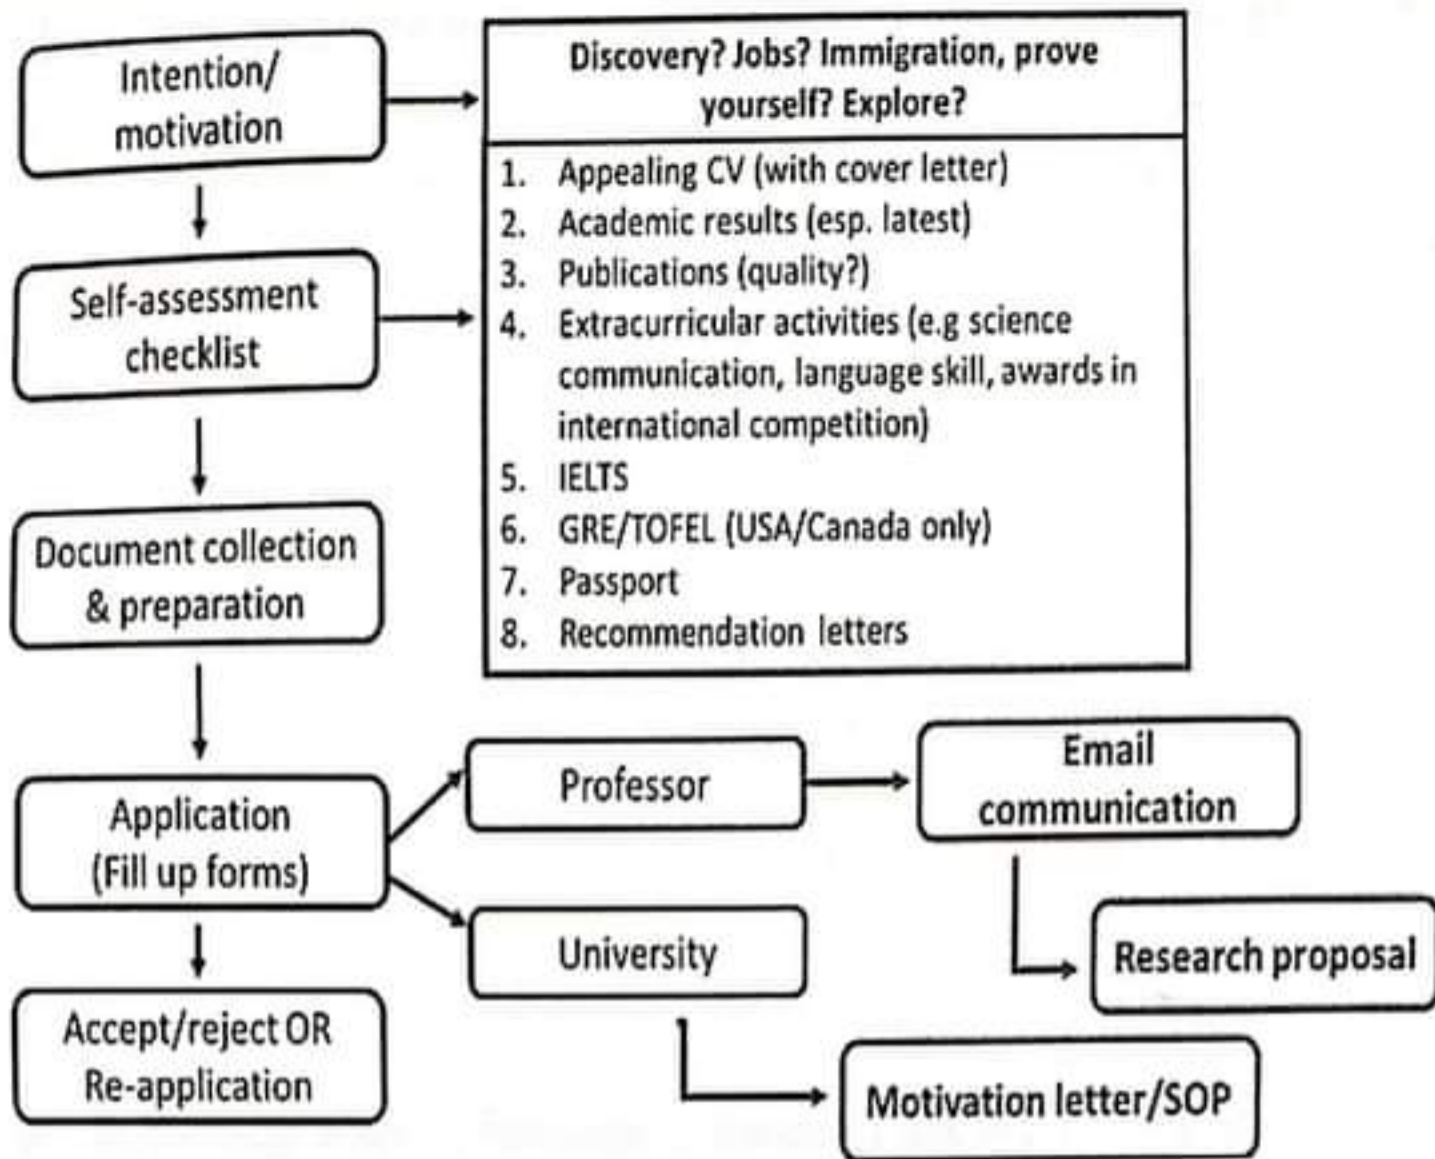 Intention/
motivation
Discovery? Jobs? Immigration, prove
yourself? Explore?
Self-assessment
checklist
1. Appealing CV (with cover letter)
2. Academic results (esp. latest)
3. Publications (quality?)
4. Extracurricular activities (e.g science
communication, language skill, awards in
international competition)
5. IELTS
6. GRE/TOFEL (USA/Canada only)
7. Passport
8. Recommendation letters
Document collection
& preparation
Application
(Fill up forms)
Professor
Email
communication
Research proposal
University
Motivation letter/SOP
Accept/reject OR
Re-application